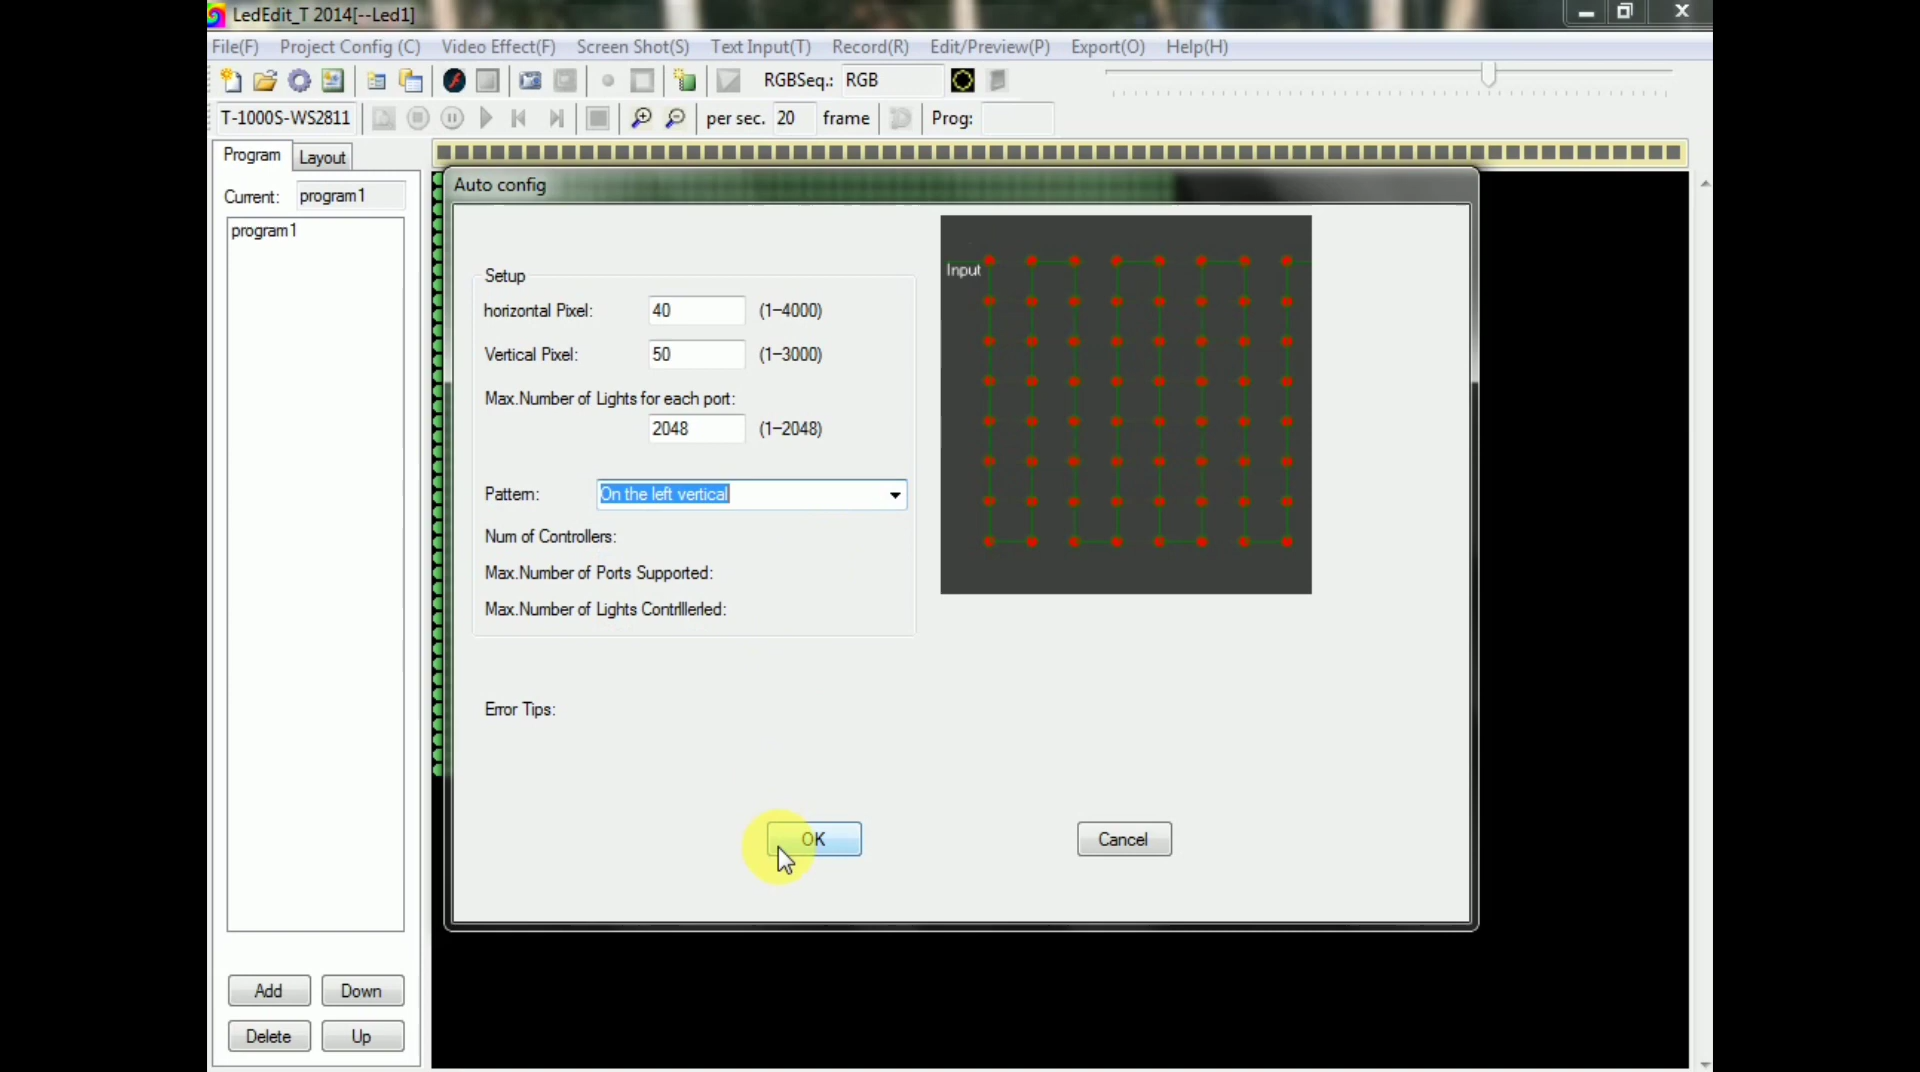 LedEdit_T 2014[--Led1]
File(F) Project Config (C) Video Effect(F) Screen Shot(S) Text Input(T) Record(R) Edit/Preview(P) Export(O) Help(H)
RGBSeq.: RGB
T-1000S-WS2811 per sec. 20 frame Prog:
Program Layout
Current: program1
program1
Auto config
Setup
horizontal Pixel: 40 (1-4000)
Vertical Pixel: 50 (1-3000)
Max.Number of Lights for each port:
2048 (1-2048)
Pattern: On the left vertical
Num of Controllers:
Max.Number of Ports Supported:
Max.Number of Lights Contrlllerled:
Error Tips:
Input
OK Cancel
Add Down
Delete Up